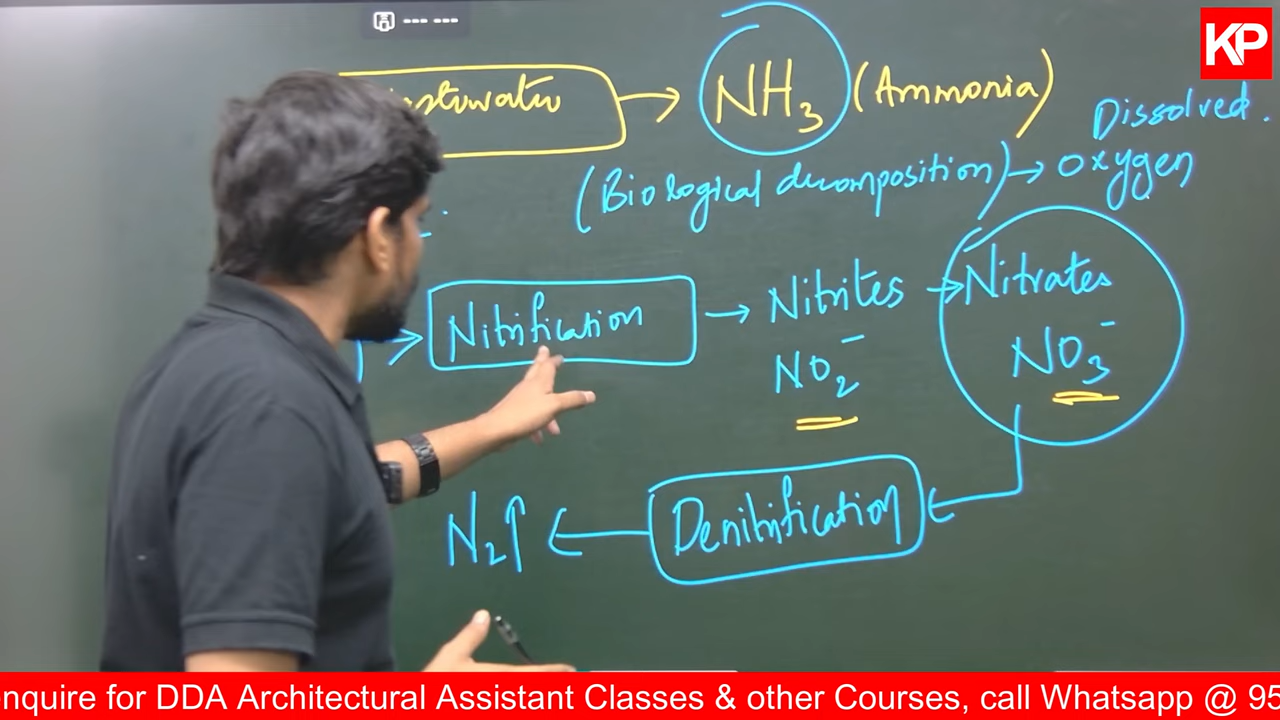 KP
NH3 (Ammonia)
Dissolved.
(Biological decomposition) → Oxygen
Nitrification → Nitrites → Nitrates
NO2⁻ NO3⁻
N2↑ ← Denitrification
enquire for DDA Architectural Assistant Classes & other Courses, call Whatsapp @ 95